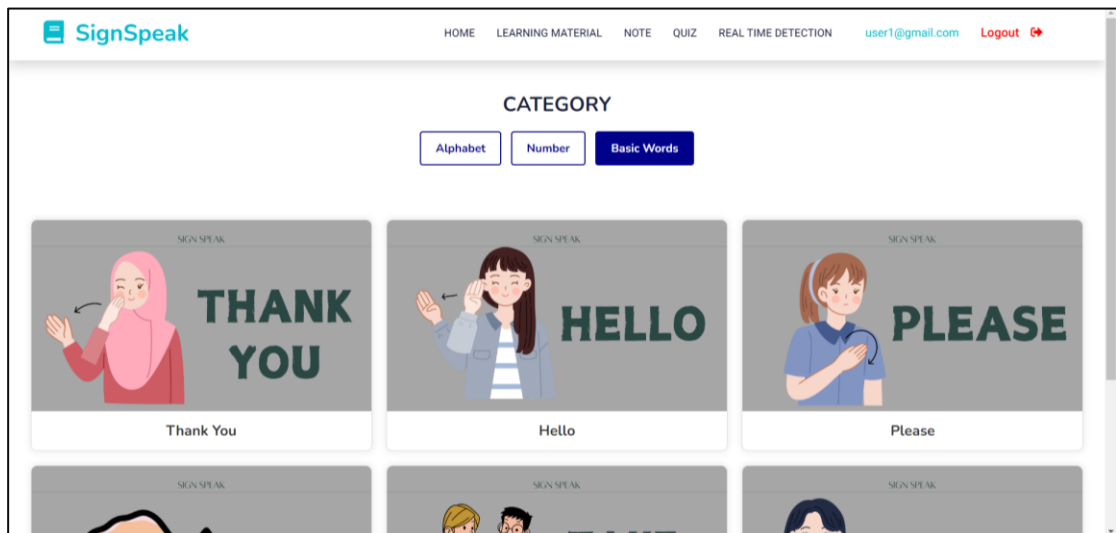 SignSpeak
HOME LEARNING MATERIAL NOTE QUIZ REAL TIME DETECTION user1@gmail.com Logout
CATEGORY
Alphabet Number Basic Words
SIGN SPEAK SIGN SPEAK SIGN SPEAK
THANK
YOU
HELLO
PLEASE
Thank You Hello Please
SIGN SPEAK SIGN SPEAK SIGN SPEAK